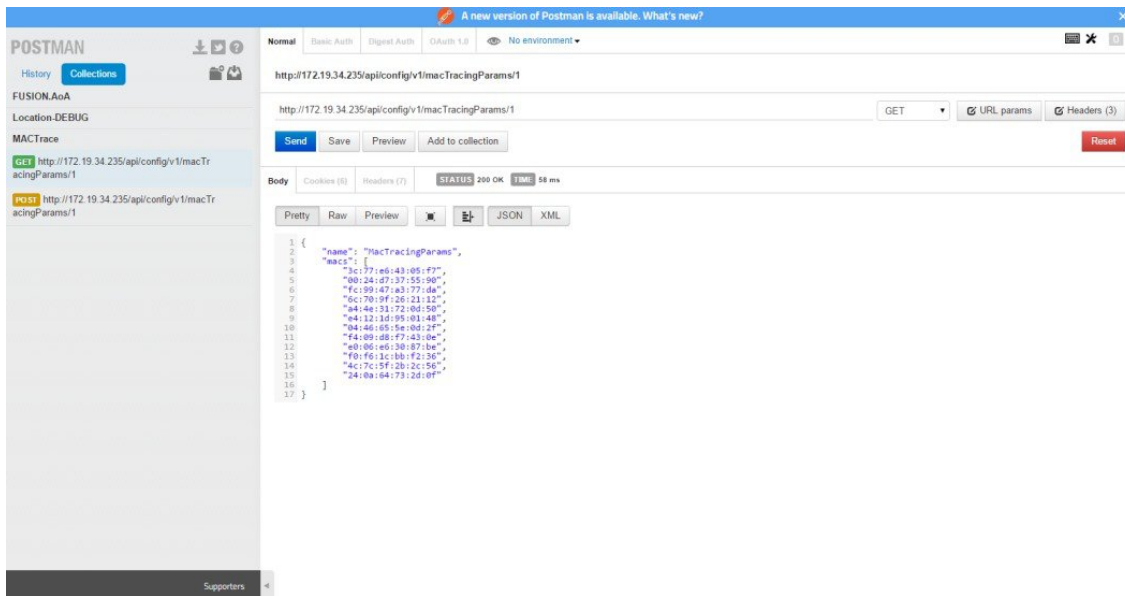 A new version of Postman is available. What's new?
POSTMAN
History Collections
FUSION.AoA
Location-DEBUG
MACTrace
GET http://172.19.34.235/api/config/v1/macTr
acingParams/1
POST http://172.19.34.235/api/config/v1/macTr
acingParams/1
Supporters
Normal Basic Auth Digest Auth OAuth 1.0 No environment
0
http://172.19.34.235/api/config/v1/macTracingParams/1
http://172.19.34.235/api/config/v1/macTracingParams/1 GET URL params Headers (3)
Send Save Preview Add to collection Reset
Body Cookies (5) Headers (7) STATUS 200 OK TIME 58 ms
Pretty Raw Preview JSON XML
1 {
2 "name": "MacTracingParams",
3 "macs": [
4 "3c:77:e6:43:05:f7",
5 "00:24:d7:37:55:90",
6 "fc:99:47:a3:77:da",
7 "6c:70:9f:26:21:12",
8 "a4:4e:31:72:0d:50",
9 "e4:12:1d:95:01:48",
10 "04:46:65:5e:0d:2f",
11 "f4:09:d8:f7:43:0e",
12 "e0:06:e6:30:87:be",
13 "f0:f6:1c:bb:f2:36",
14 "4c:7c:5f:2b:2c:56",
15 "24:0a:64:73:2d:0f"
16 ]
17 }